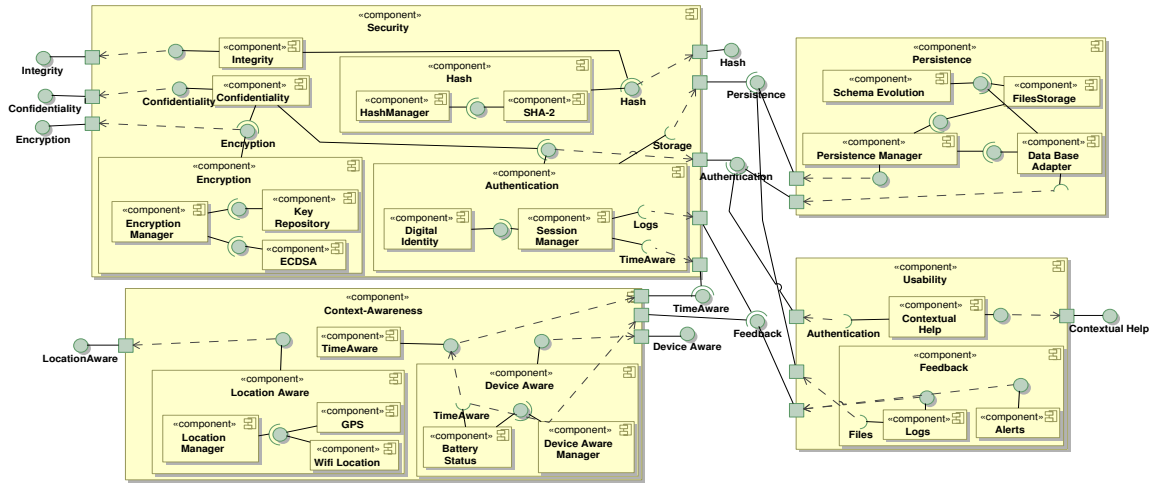 «component»
Security
Integrity
Confidentiality
Encryption
«component»
Integrity
«component»
Confidentiality
Confidentiality
Encryption
«component»
Hash
«component»
HashManager
«component»
SHA-2
Hash
Hash
Persistence
Storage
Authentication
«component»
Encryption
«component»
Encryption
Manager
«component»
Key
Repository
«component»
ECDSA
«component»
Authentication
«component»
Digital
Identity
«component»
Session
Manager
Logs
TimeAware
«component»
Persistence
«component»
Schema Evolution
«component»
FilesStorage
«component»
Persistence Manager
«component»
Data Base
Adapter
«component»
Context-Awareness
TimeAware
Feedback
Device Aware
LocationAware
«component»
TimeAware
«component»
Location Aware
«component»
Location
Manager
«component»
GPS
«component»
Wifi Location
«component»
Device Aware
TimeAware
«component»
Battery
Status
«component»
Device Aware
Manager
«component»
Usability
Authentication
«component»
Contextual
Help
Contextual Help
«component»
Feedback
Files
«component»
Logs
«component»
Alerts